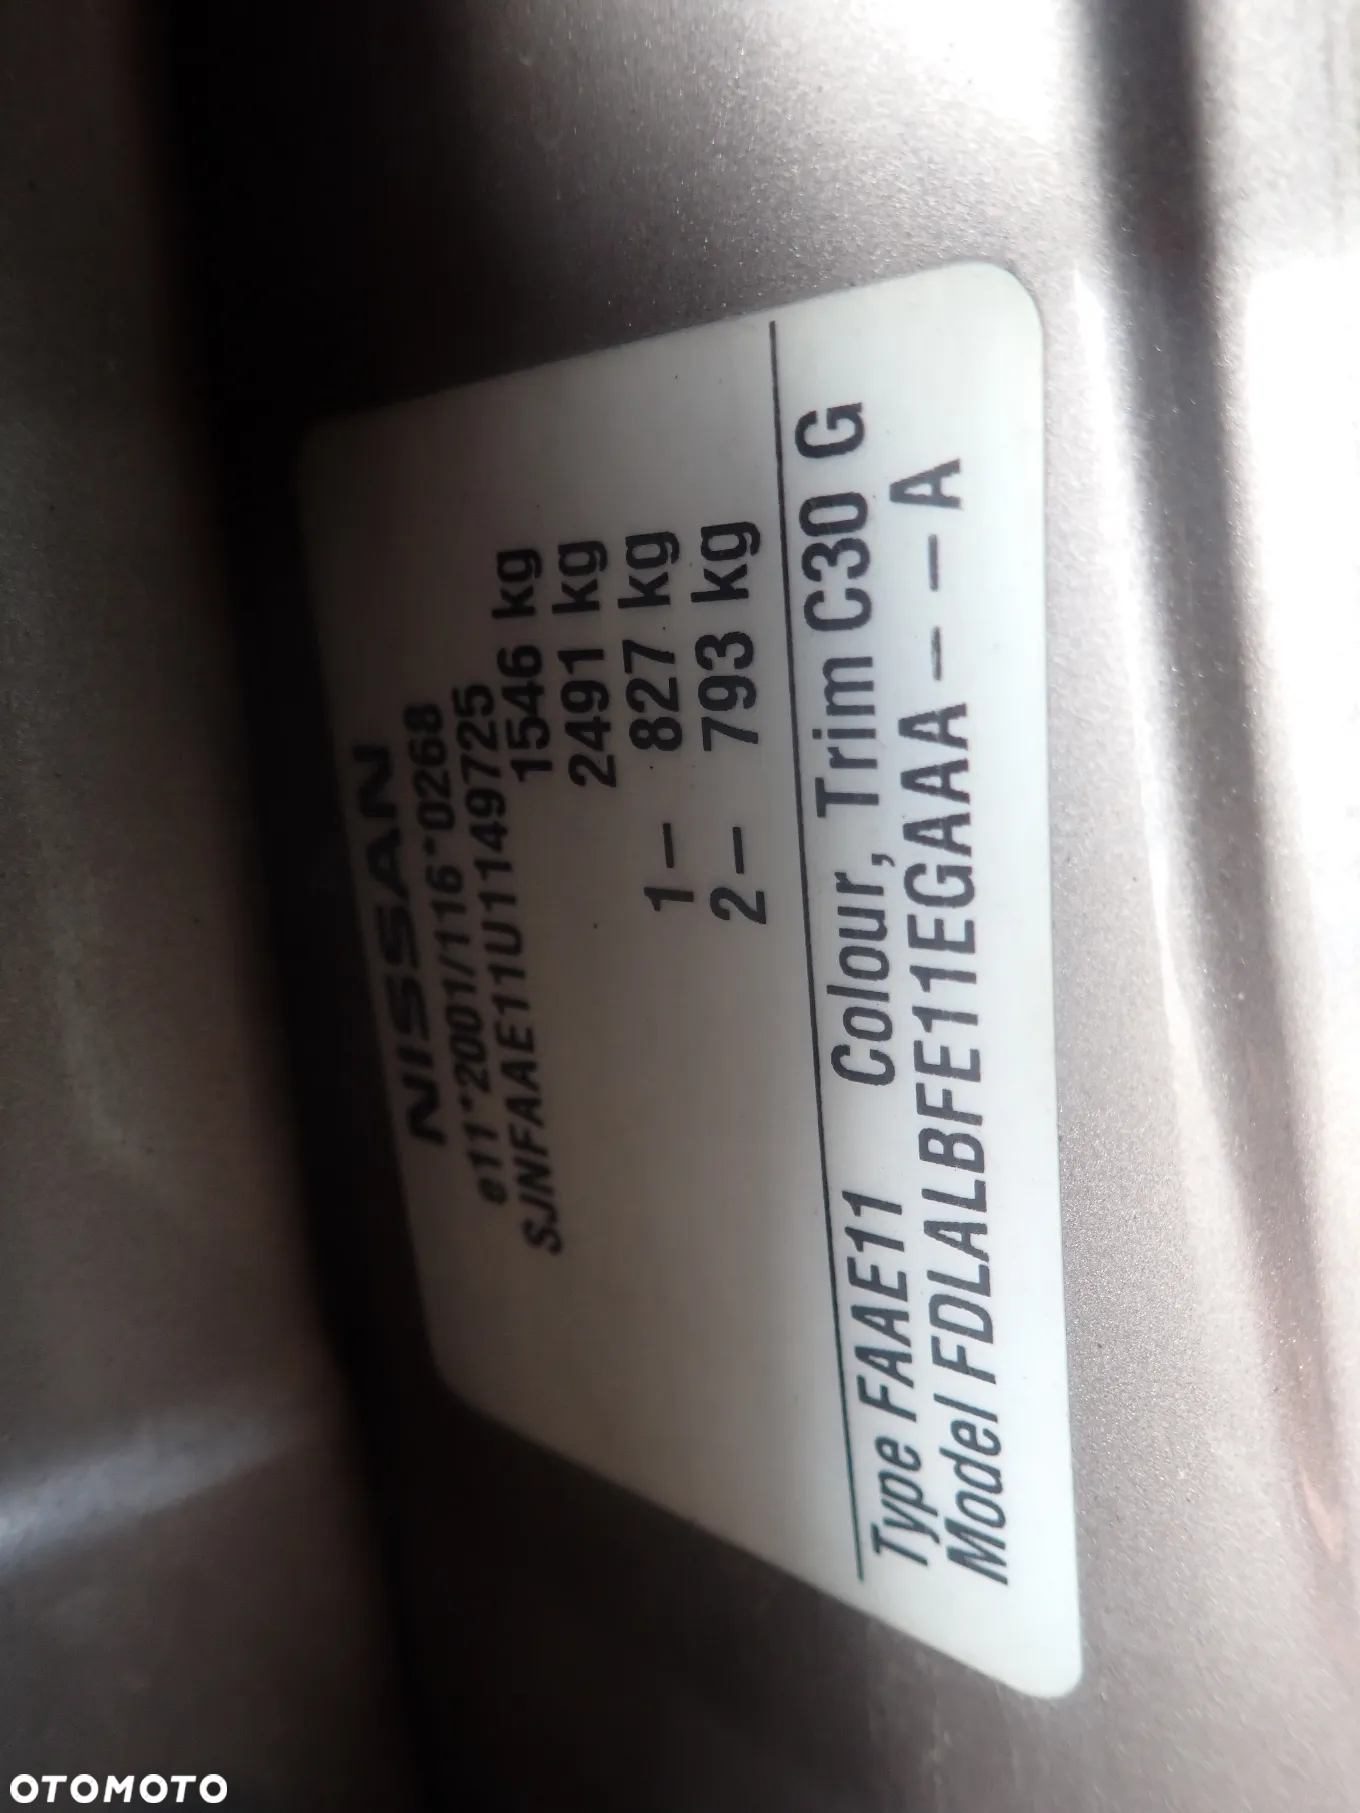 NISSAN
e11*2001/116*0268
SJNFAAE11U1149725
1546 kg
2491 kg
1- 827 kg
2- 793 kg
Type FAAE11 Colour, Trim C30 G
Model FDLALBFE11EGAAA - - A
OTOMOTO